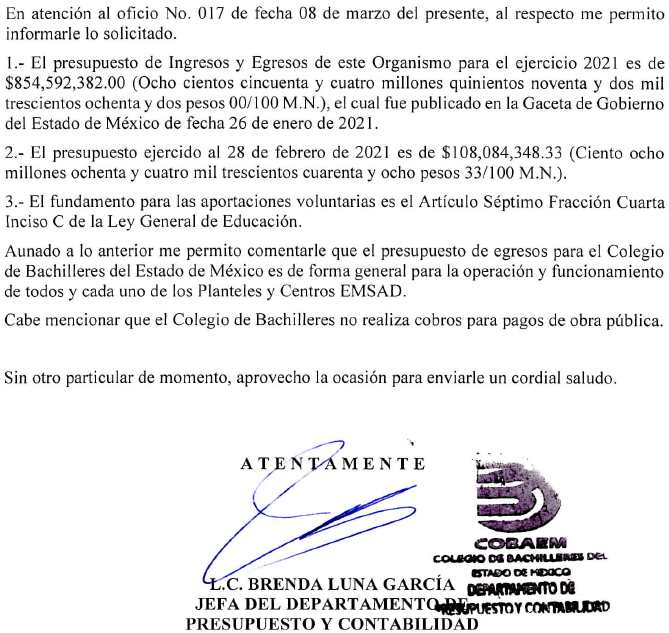 En atención al oficio No. 017 de fecha 08 de marzo del presente, al respecto me permito
informarle lo solicitado.
1.- El presupuesto de Ingresos y Egresos de este Organismo para el ejercicio 2021 es de
$854,592,382.00 (Ocho cientos cincuenta y cuatro millones quinientos noventa y dos mil
trescientos ochenta y dos pesos 00/100 M.N.), el cual fue publicado en la Gaceta de Gobierno
del Estado de México de fecha 26 de enero de 2021.
2.- El presupuesto ejercido al 28 de febrero de 2021 es de $108,084,348.33 (Ciento ocho
millones ochenta y cuatro mil trescientos cuarenta y ocho pesos 33/100 M.N.).
3.- El fundamento para las aportaciones voluntarias es el Artículo Séptimo Fracción Cuarta
Inciso C de la Ley General de Educación.
Aunado a lo anterior me permito comentarle que el presupuesto de egresos para el Colegio
de Bachilleres del Estado de México es de forma general para la operación y funcionamiento
de todos y cada uno de los Planteles y Centros EMSAD.
Cabe mencionar que el Colegio de Bachilleres no realiza cobros para pagos de obra pública.
Sin otro particular de momento, aprovecho la ocasión para enviarle un cordial saludo.
A T E N T A M E N T E
COBAEM
COLEGIO DE BACHILLERES DEL
ESTADO DE MEXICO
DEPARTAMENTO DE
PRESUPUESTO Y CONTABILIDAD
L.C. BRENDA LUNA GARCÍA
JEFA DEL DEPARTAMENTO DE
PRESUPUESTO Y CONTABILIDAD